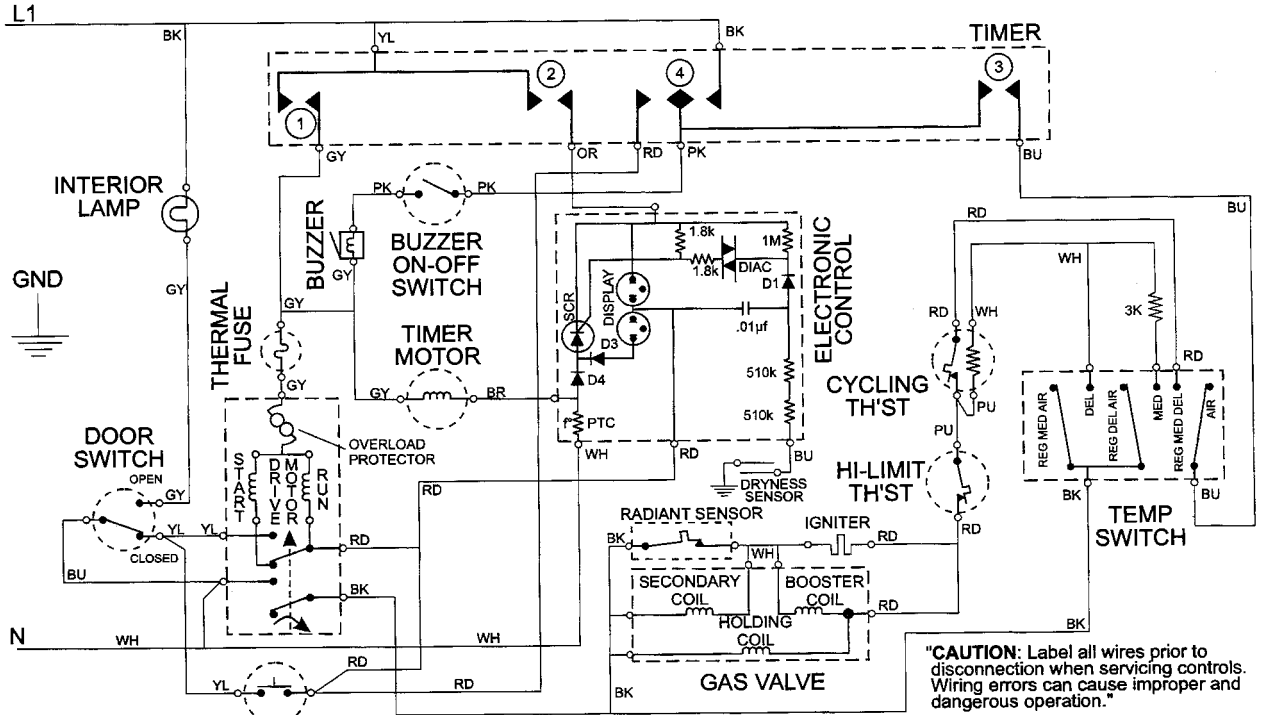 L1
BK
YL
BK
TIMER
1
2
4
3
GY
OR
RD
PK
BU
INTERIOR
LAMP
PK
PK
BUZZER
GY
BUZZER
ON-OFF
SWITCH
ELECTRONIC
CONTROL
1.8k
1.8k
DIAC
1M
D1
DISPLAY
SCR
.01µf
D3
D4
510k
510k
PTC
RD
BU
WH
RD
WH
3K
RD
GND
GY
THERMAL
FUSE
GY
GY
TIMER
MOTOR
GY
BR
CYCLING
TH'ST
PU
PU
HI-LIMIT
TH'ST
RD
REG MED AIR
DEL
REG DEL AIR
MED
REG MED DEL
AIR
BK
BU
TEMP
SWITCH
DOOR
SWITCH
OPEN
GY
CLOSED
YL
YL
BU
OVERLOAD
PROTECTOR
START
DRIVE
MOTOR
RUN
RD
BK
WH
RD
BU
DRYNESS
SENSOR
RD
RADIANT SENSOR
BK
WH
IGNITER
RD
SECONDARY
COIL
BOOSTER
COIL
RD
HOLDING
COIL
GAS VALVE
N
WH
WH
RD
YL
YL
RD
BK
BK
"CAUTION: Label all wires prior to
disconnection when servicing controls.
Wiring errors can cause improper and
dangerous operation."